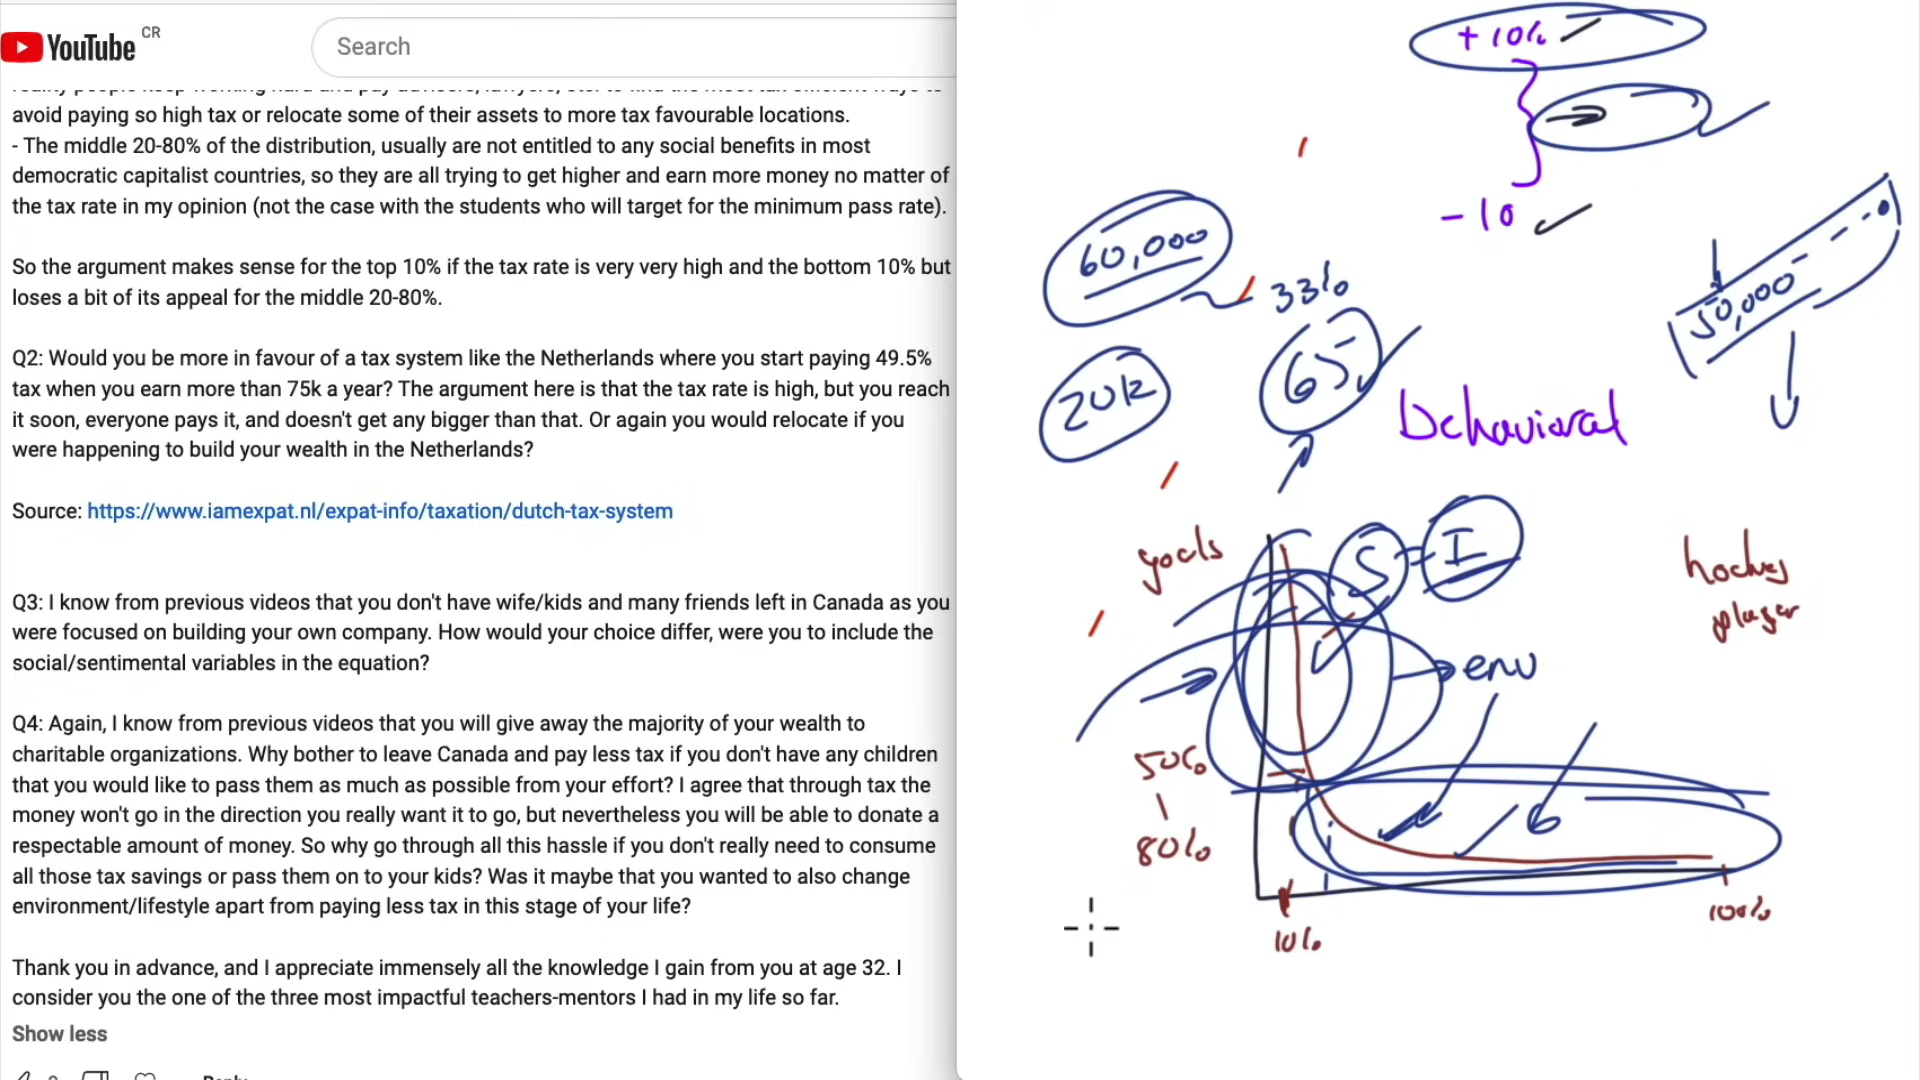 YouTube CR
Search
avoid paying so high tax or relocate some of their assets to more tax favourable locations.
- The middle 20-80% of the distribution, usually are not entitled to any social benefits in most
democratic capitalist countries, so they are all trying to get higher and earn more money no matter of
the tax rate in my opinion (not the case with the students who will target for the minimum pass rate).
So the argument makes sense for the top 10% if the tax rate is very very high and the bottom 10% but
loses a bit of its appeal for the middle 20-80%.
Q2: Would you be more in favour of a tax system like the Netherlands where you start paying 49.5%
tax when you earn more than 75k a year? The argument here is that the tax rate is high, but you reach
it soon, everyone pays it, and doesn't get any bigger than that. Or again you would relocate if you
were happening to build your wealth in the Netherlands?
Source: https://www.iamexpat.nl/expat-info/taxation/dutch-tax-system
Q3: I know from previous videos that you don't have wife/kids and many friends left in Canada as you
were focused on building your own company. How would your choice differ, were you to include the
social/sentimental variables in the equation?
Q4: Again, I know from previous videos that you will give away the majority of your wealth to
charitable organizations. Why bother to leave Canada and pay less tax if you don't have any children
that you would like to pass them as much as possible from your effort? I agree that through tax the
money won't go in the direction you really want it to go, but nevertheless you will be able to donate a
respectable amount of money. So why go through all this hassle if you don't really need to consume
all those tax savings or pass them on to your kids? Was it maybe that you wanted to also change
environment/lifestyle apart from paying less tax in this stage of your life?
Thank you in advance, and I appreciate immensely all the knowledge I gain from you at age 32. I
consider you the one of the three most impactful teachers-mentors I had in my life so far.
Show less
+10%
-10
60,000
33%
50,000
20k
65
Behavioral
goals
S
I
hockey
player
env
50%
80%
10%
100%